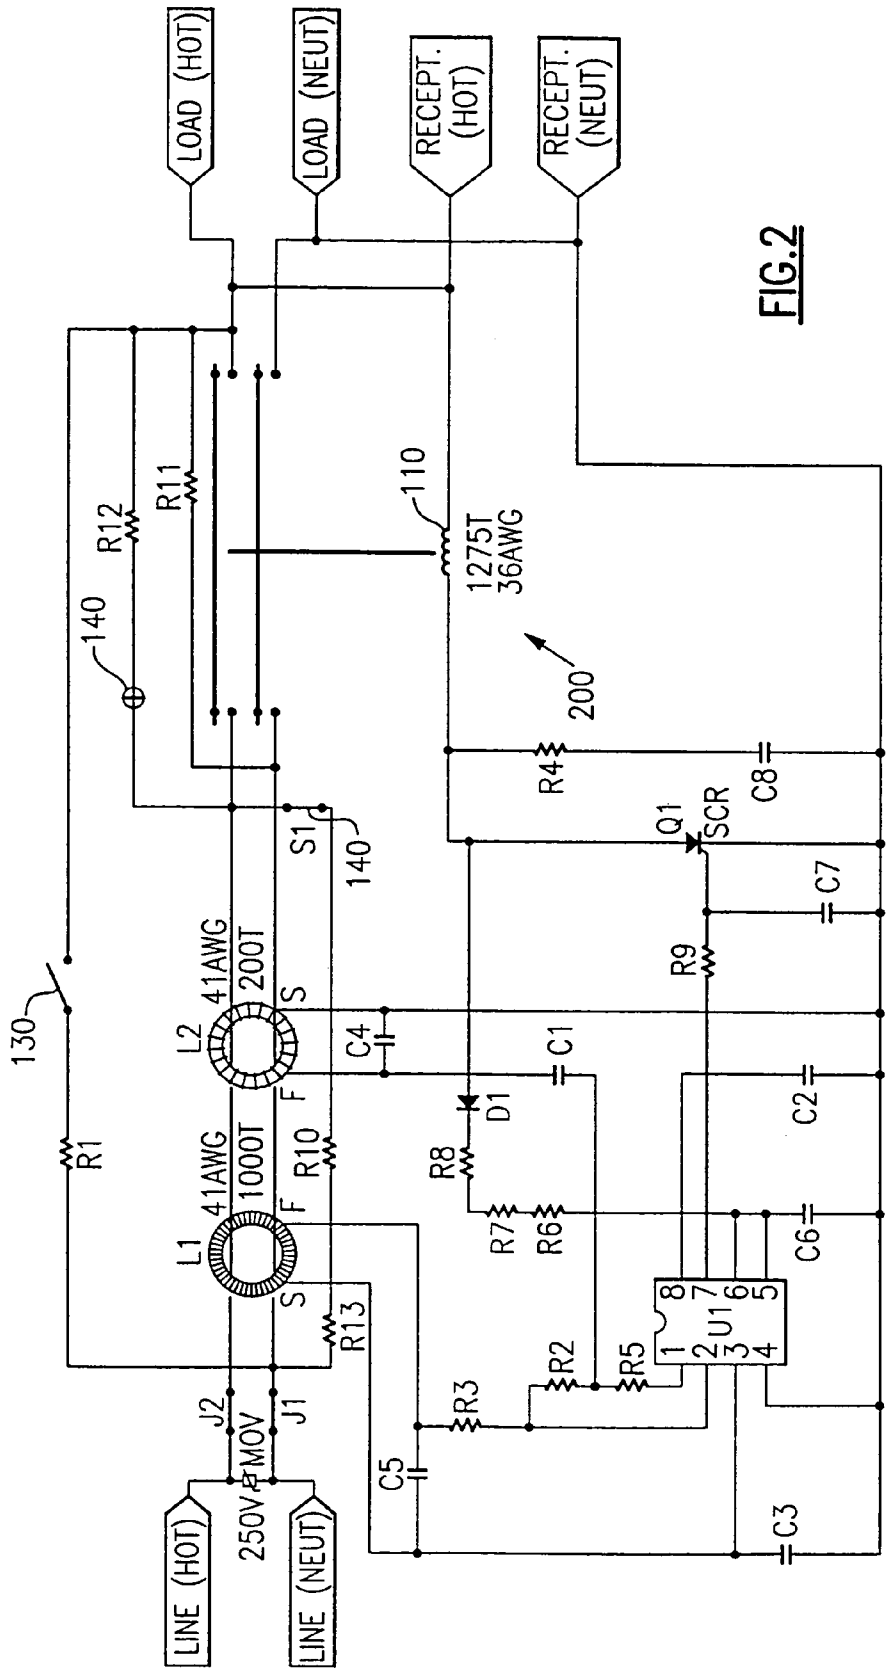 LOAD (HOT)
LOAD (NEUT)
RECEPT.
(HOT)
RECEPT.
(NEUT)
FIG.2
R12
R11
110
1275T
36AWG
140
200
R4
C8
S1
140
Q1
SCR
C7
R9
130
L2
41AWG
200T
S
F
C4
C1
D1
C2
R1
L1
41AWG
1000T
F
S
R10
R8
R7
R6
C6
R13
8
7
6
5
U1
1
2
3
4
R2
R5
R3
J2
J1
250V
MOV
C5
C3
LINE (HOT)
LINE (NEUT)